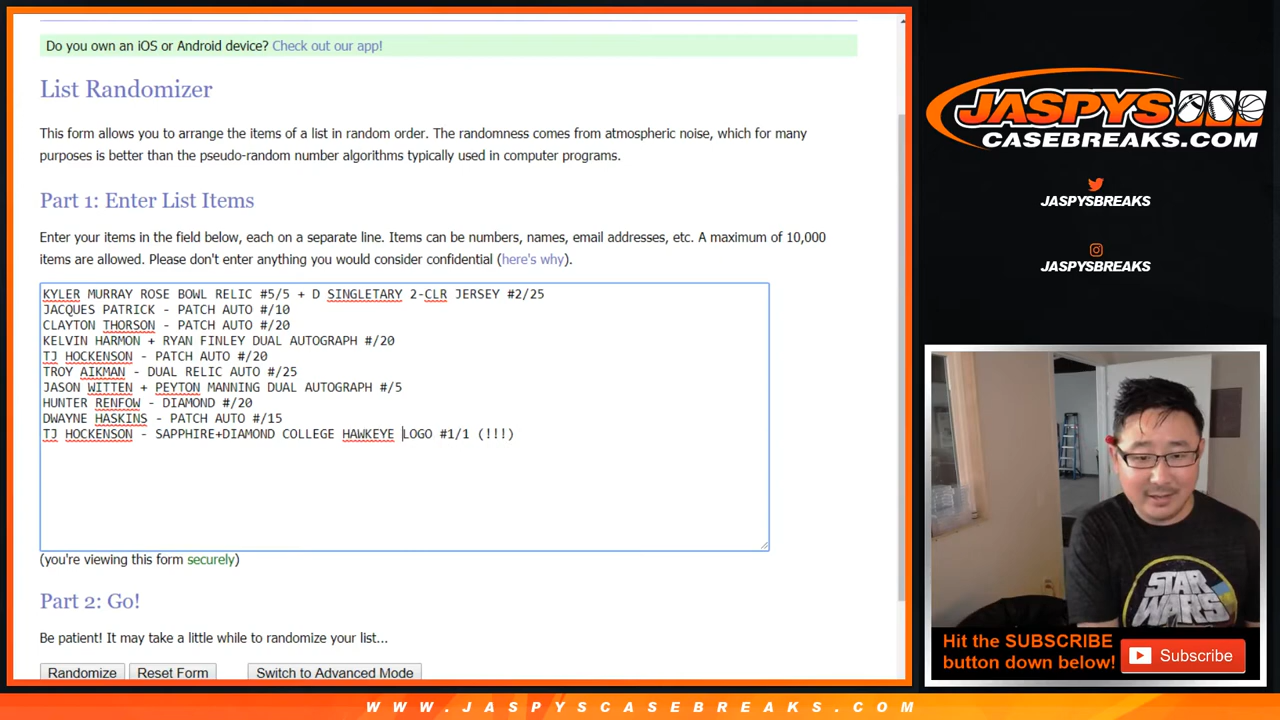 Do you own an iOS or Android device? Check out our app!
List Randomizer
This form allows you to arrange the items of a list in random order. The randomness comes from atmospheric noise, which for many
purposes is better than the pseudo-random number algorithms typically used in computer programs.
Part 1: Enter List Items
Enter your items in the field below, each on a separate line. Items can be numbers, names, email addresses, etc. A maximum of 10,000
items are allowed. Please don't enter anything you would consider confidential (here's why).
KYLER MURRAY ROSE BOWL RELIC #5/5 + D SINGLETARY 2-CLR JERSEY #2/25
JACQUES PATRICK - PATCH AUTO #/10
CLAYTON THORSON - PATCH AUTO #/20
KELVIN HARMON + RYAN FINLEY DUAL AUTOGRAPH #/20
TJ HOCKENSON - PATCH AUTO #/20
TROY AIKMAN - DUAL RELIC AUTO #/25
JASON WITTEN + PEYTON MANNING DUAL AUTOGRAPH #/5
HUNTER RENFOW - DIAMOND #/20
DWAYNE HASKINS - PATCH AUTO #/15
TJ HOCKENSON - SAPPHIRE+DIAMOND COLLEGE HAWKEYE LOGO #1/1 (!!!)
(you're viewing this form securely)
Part 2: Go!
Be patient! It may take a little while to randomize your list...
Randomize Reset Form Switch to Advanced Mode
JASPYS
CASEBREAKS.COM
JASPYSBREAKS
JASPYSBREAKS
STAR
WARS
Hit the SUBSCRIBE
button down below!
Subscribe
WWW.JASPYSCASEBREAKS.COM